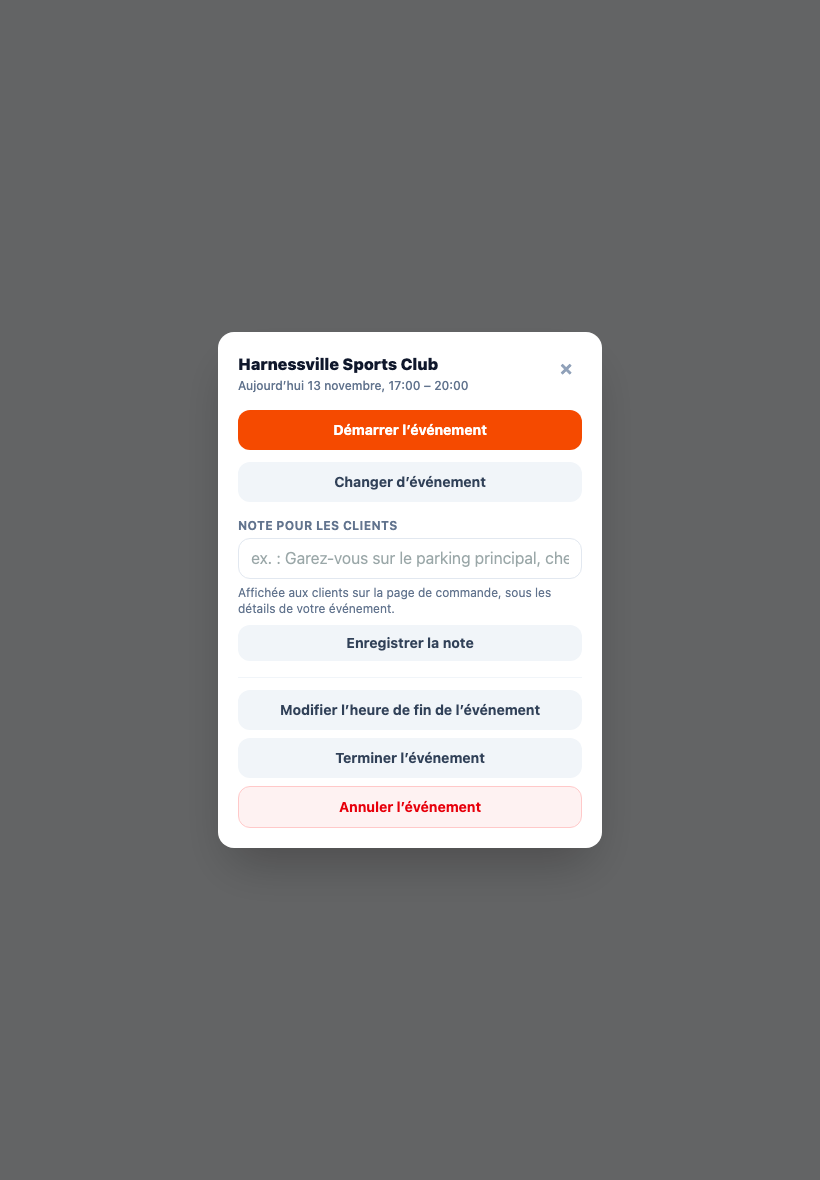 Harnessville Sports Club
Aujourd’hui 13 novembre, 17:00 – 20:00
Démarrer l’événement
Changer d’événement
NOTE POUR LES CLIENTS
ex. : Garez-vous sur le parking principal, che
Affichée aux clients sur la page de commande, sous les
détails de votre événement.
Enregistrer la note
Modifier l’heure de fin de l’événement
Terminer l’événement
Annuler l’événement